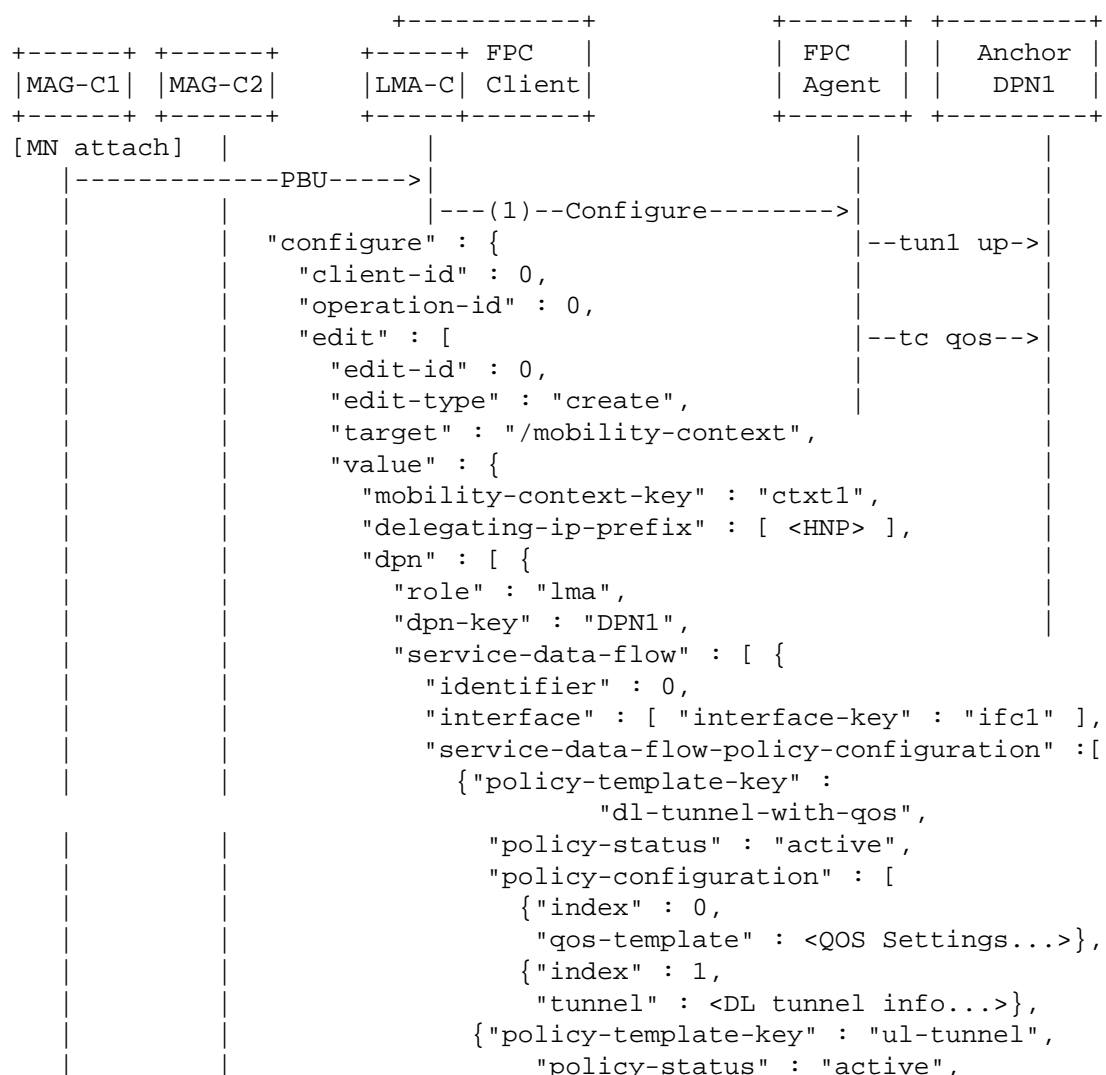 +-----------+             +-------+ +---------+
+------+ +------+     +-----+ FPC   |             | FPC   | |  Anchor |
|MAG-C1| |MAG-C2|     |LMA-C| Client|             | Agent | |   DPN1  |
+------+ +------+     +-----+-------+             +-------+ +---------+
[MN attach]  |            |                           |           |
   |-------------PBU----->|                           |           |
   |         |            |---(1)--Configure--------->|           |
   |         |  "configure" : {                       |--tun1 up->|
   |         |    "client-id" : 0,                    |           |
   |         |    "operation-id" : 0,                 |           |
   |         |    "edit" : [                          |--tc qos-->|
   |         |      "edit-id" : 0,                    |           |
   |         |      "edit-type" : "create",           |           |
   |         |      "target" : "/mobility-context",               |
   |         |      "value" : {                                   |
   |         |        "mobility-context-key" : "ctxt1",           |
   |         |        "delegating-ip-prefix" : [ <HNP> ],         |
   |         |        "dpn" : [ {                                 |
   |         |          "role" : "lma",                           |
   |         |          "dpn-key" : "DPN1",                       |
   |         |          "service-data-flow" : [ {
   |         |            "identifier" : 0,
   |         |            "interface" : [ "interface-key" : "ifc1" ],
   |         |            "service-data-flow-policy-configuration" :[
   |         |              {"policy-template-key" :
                                     "dl-tunnel-with-qos",
   |         |                "policy-status" : "active",
   |         |                "policy-configuration" : [
   |         |                  {"index" : 0,
   |         |                   "qos-template" : <QOS Settings...>},
   |         |                  {"index" : 1,
   |         |                   "tunnel" : <DL tunnel info...>},
   |         |               {"policy-template-key" : "ul-tunnel",
   |         |                   "policy-status" : "active",